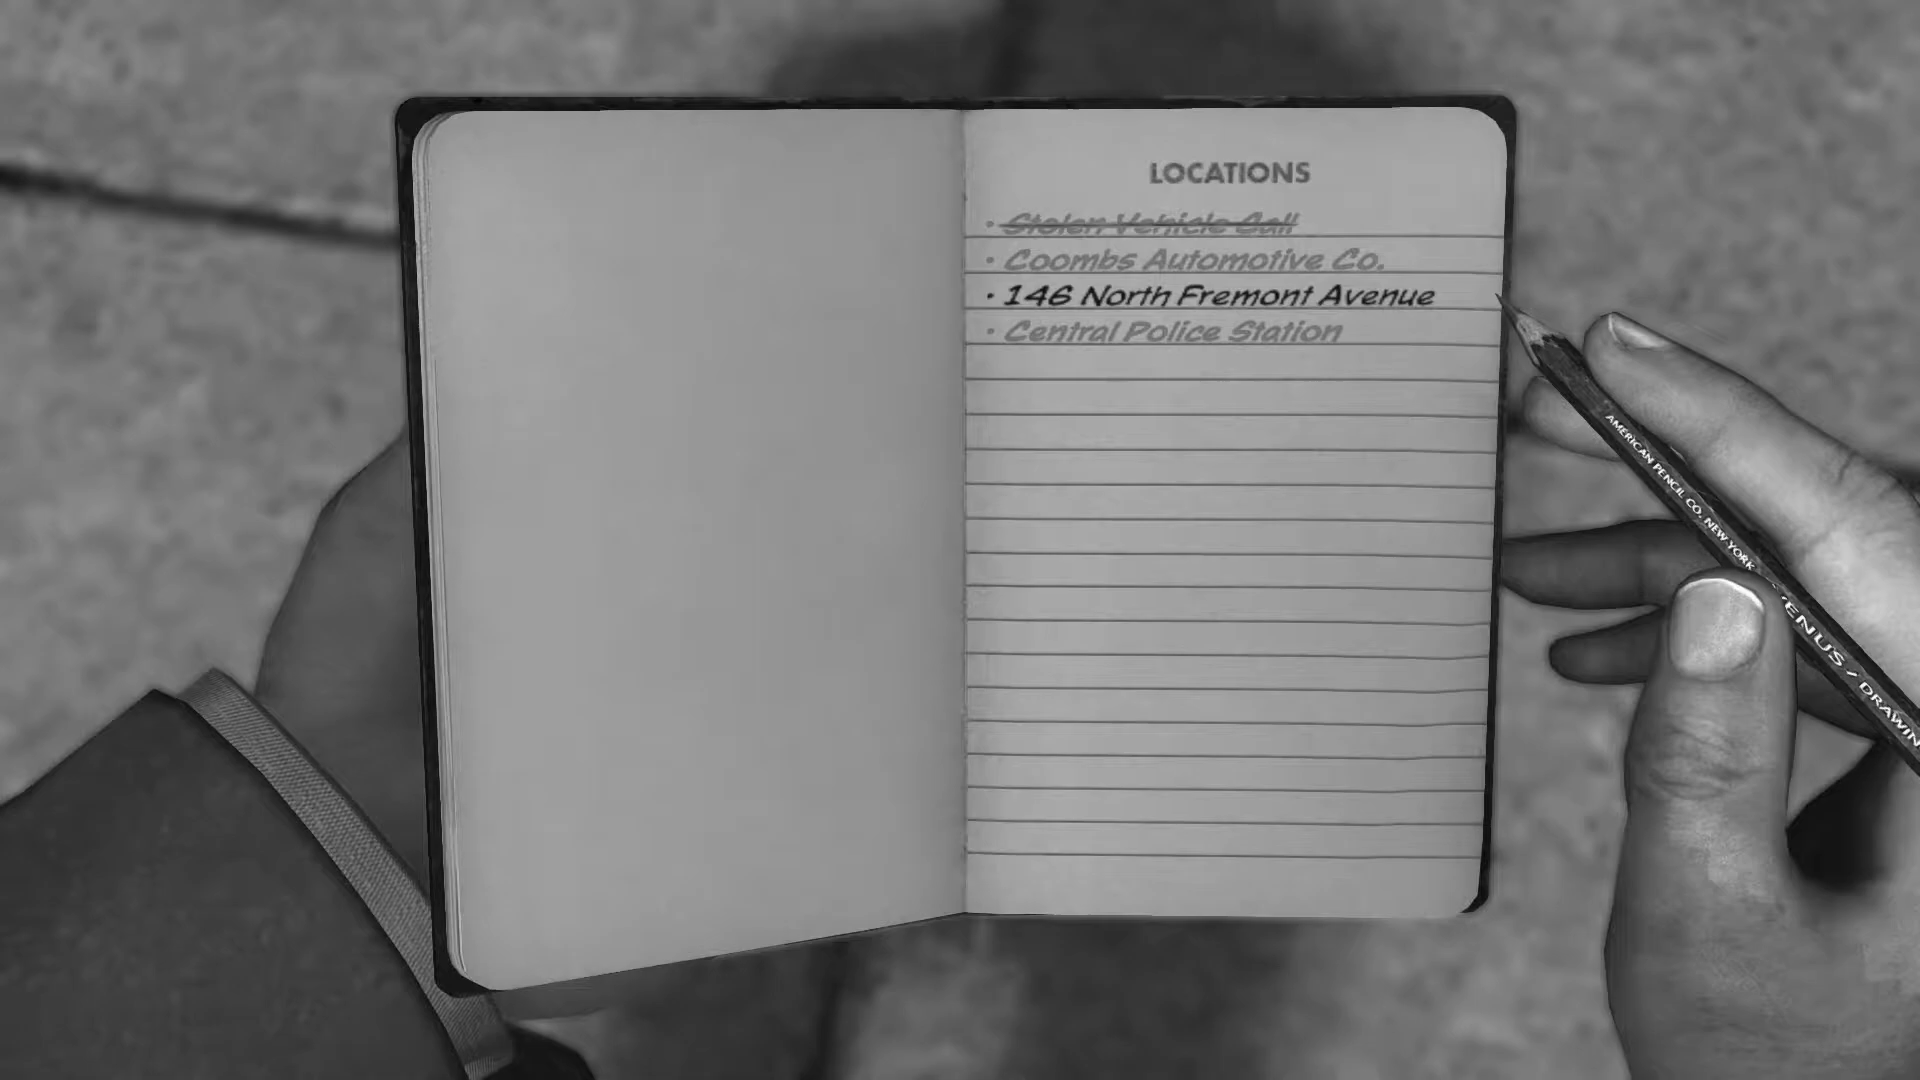 LOCATIONS
• Stolen Vehicle Call
• Coombs Automotive Co.
• 146 North Fremont Avenue
• Central Police Station
AMERICAN PENCIL CO. NEW YORK
VENUS / DRAWIN